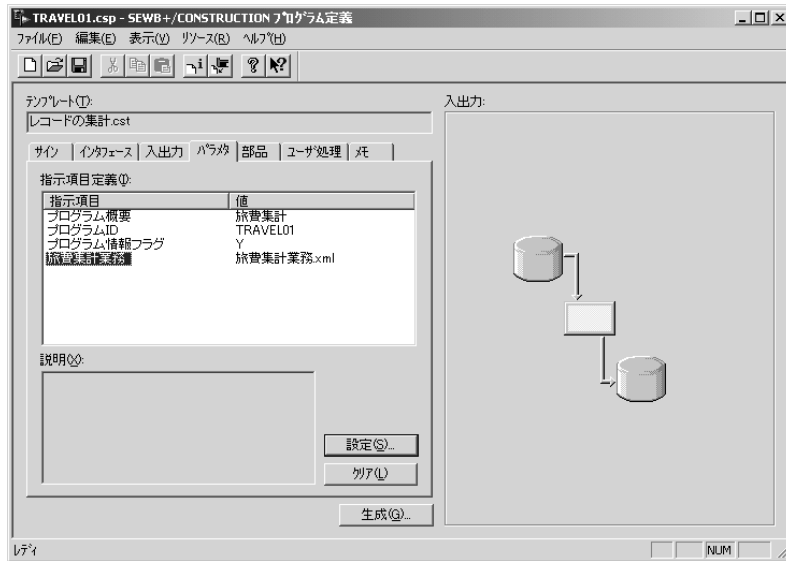 TRAVEL01.csp - SEWB+/CONSTRUCTION プログラム定義
ファイル(F) 編集(E) 表示(V) リソース(R) ヘルプ(H)
テンプレート(T):
レコードの集計.cst
サイン インタフェース 入出力 パラメタ 部品 ユーザ処理 メモ
指示項目定義(I):
指示項目 値
プログラム概要 旅費集計
プログラムID TRAVEL01
プログラム情報フラグ Y
旅費集計業務 旅費集計業務.xml
説明(X):
設定(S)...
クリア(L)
生成(G)...
入出力:
レディ NUM